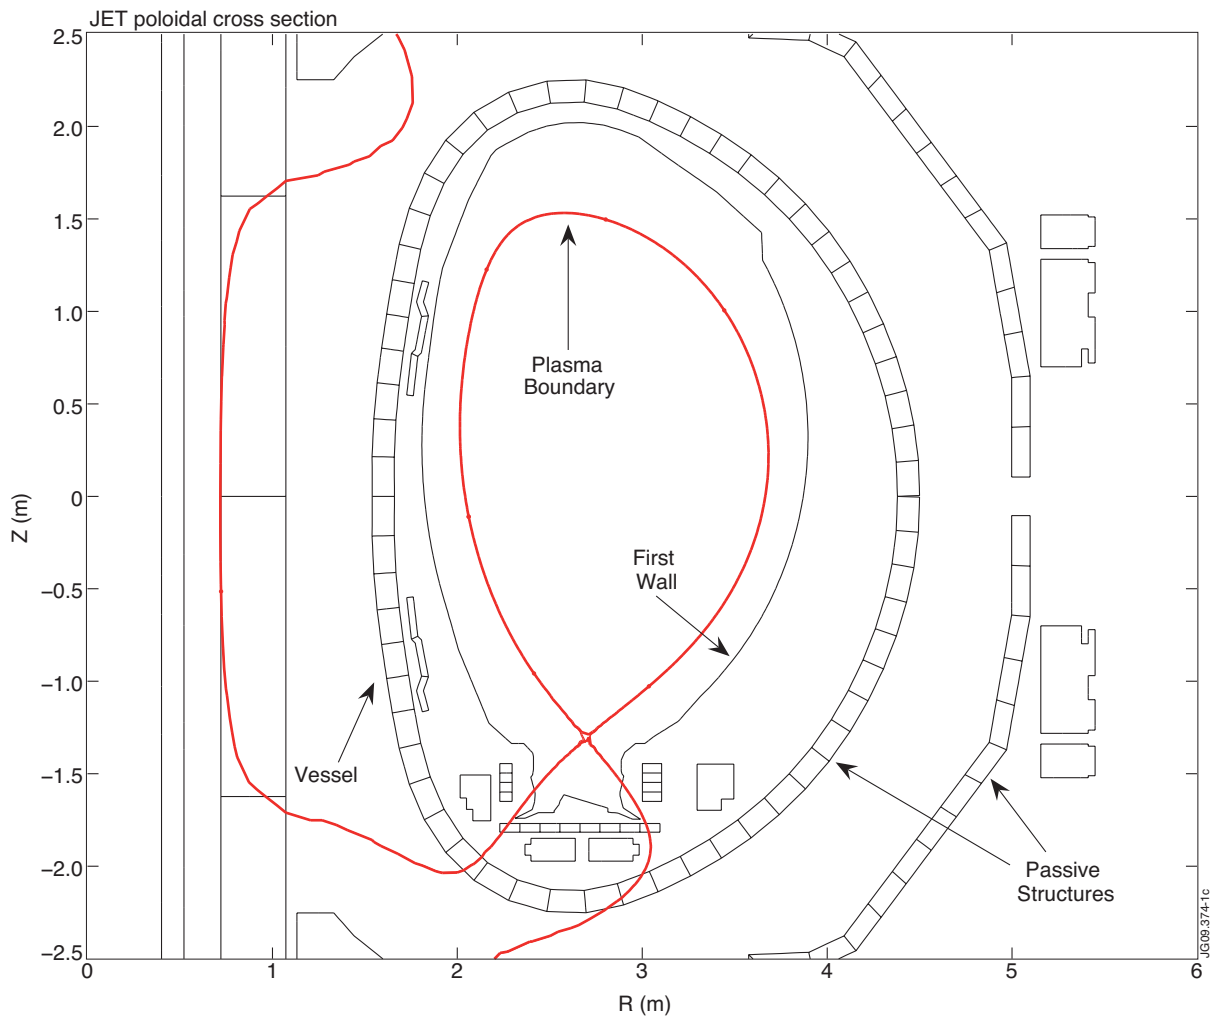 JET poloidal cross section
2.5
2.0
1.5
1.0
0.5
0
−0.5
−1.0
−1.5
−2.0
−2.5
Z (m)
Plasma
Boundary
First
Wall
Vessel
Passive
Structures
JG09.374-1c
0 1 2 3 4 5 6
R (m)